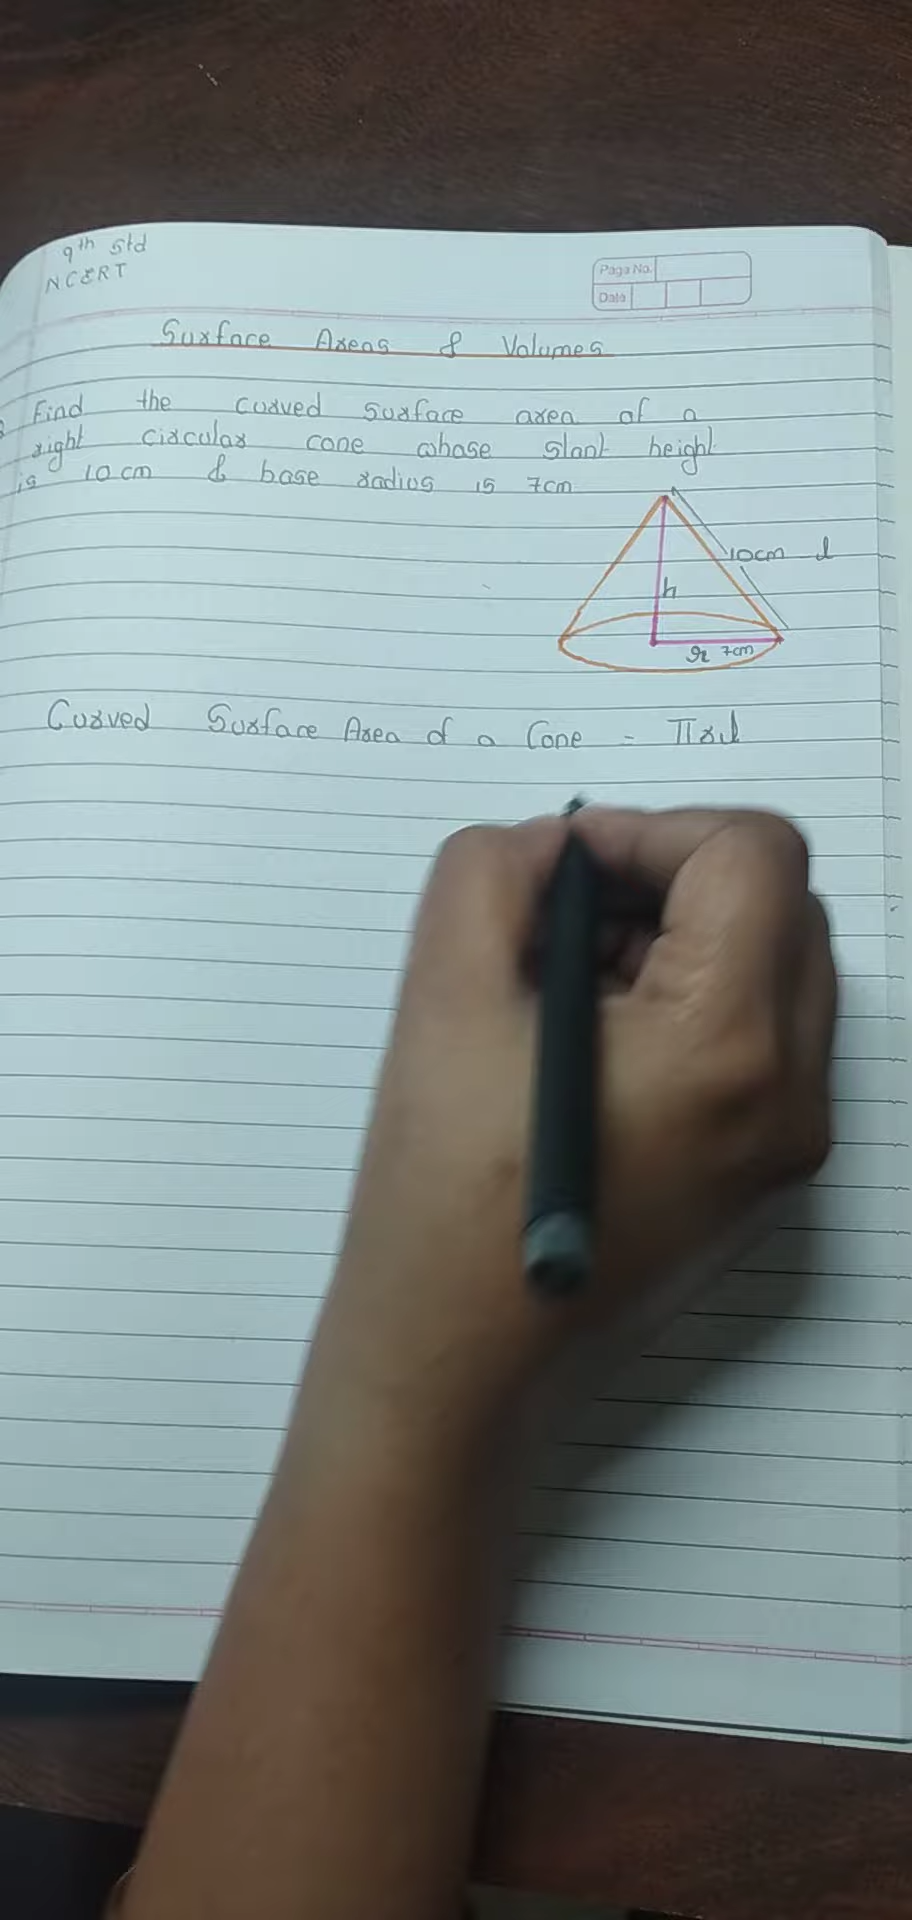 9th std
NCERT
Page No.
Date
Surface Areas & Volumes
Find the curved surface area of a
right circular cone whose slant height
is 10 cm & base radius is 7cm
10cm l
h
r 7cm
Curved Surface Area of a Cone = πrl